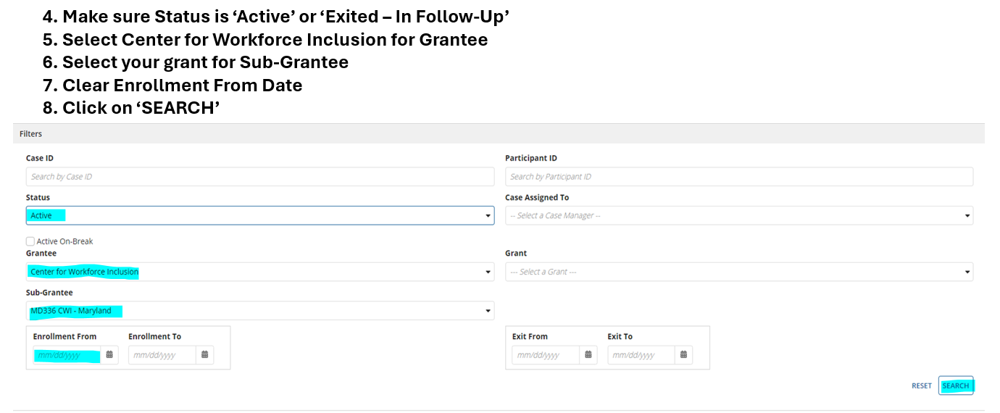 4. Make sure Status is ‘Active’ or ‘Exited – In Follow-Up’
5. Select Center for Workforce Inclusion for Grantee
6. Select your grant for Sub-Grantee
7. Clear Enrollment From Date
8. Click on ‘SEARCH’
Filters
Case ID Participant ID
Search by Case ID Search by Participant ID
Status Case Assigned To
Active -- Select a Case Manager --
Active On-Break
Grantee Grant
Center for Workforce Inclusion --- Select a Grant ---
Sub-Grantee
MD336 CWI - Maryland
Enrollment From Enrollment To Exit From Exit To
mm/dd/yyyy mm/dd/yyyy mm/dd/yyyy mm/dd/yyyy
RESET SEARCH